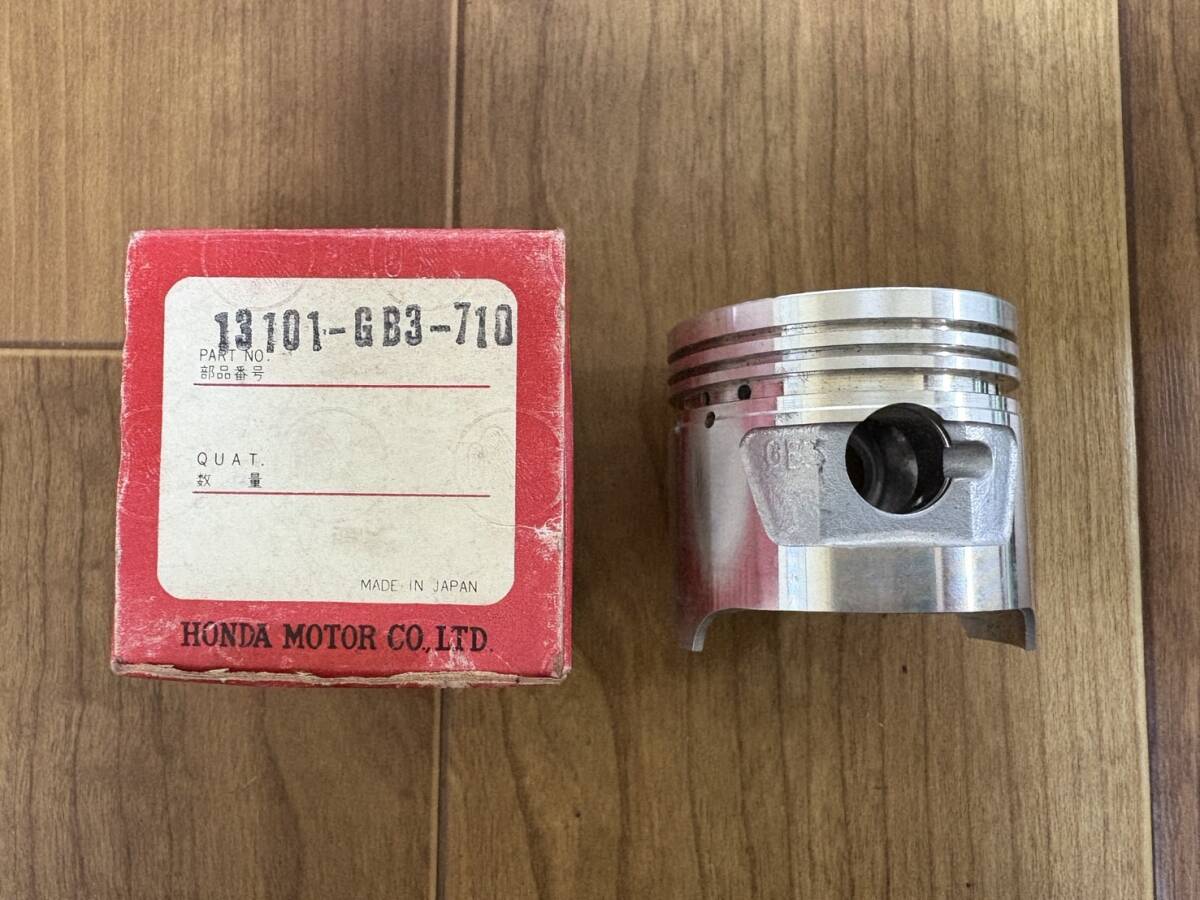 13101-GB3-710
PART NO.
部品番号
QUAT.
数 量
MADE IN JAPAN
HONDA MOTOR CO.,LTD.
GB3